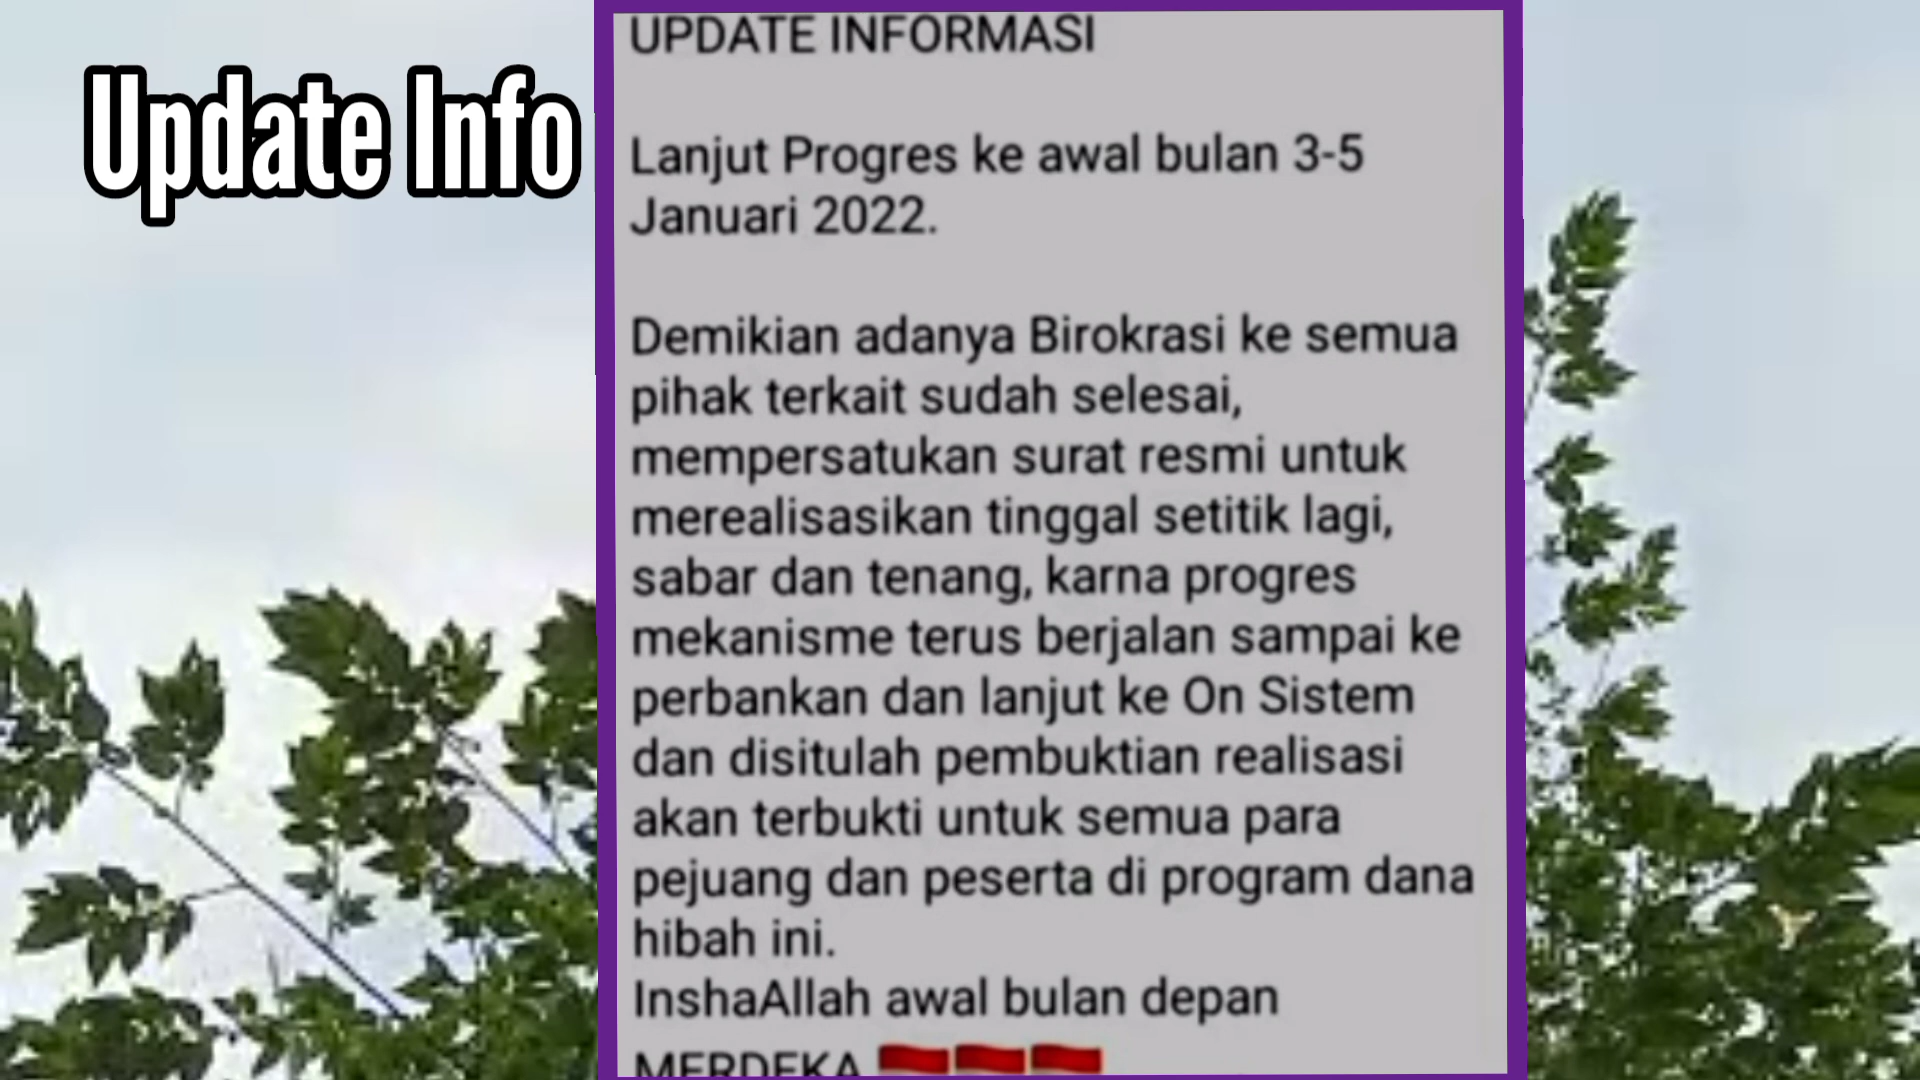 Update Info
UPDATE INFORMASI
Lanjut Progres ke awal bulan 3-5
Januari 2022.
Demikian adanya Birokrasi ke semua
pihak terkait sudah selesai,
mempersatukan surat resmi untuk
merealisasikan tinggal setitik lagi,
sabar dan tenang, karna progres
mekanisme terus berjalan sampai ke
perbankan dan lanjut ke On Sistem
dan disitulah pembuktian realisasi
akan terbukti untuk semua para
pejuang dan peserta di program dana
hibah ini.
InshaAllah awal bulan depan
MERDEKA